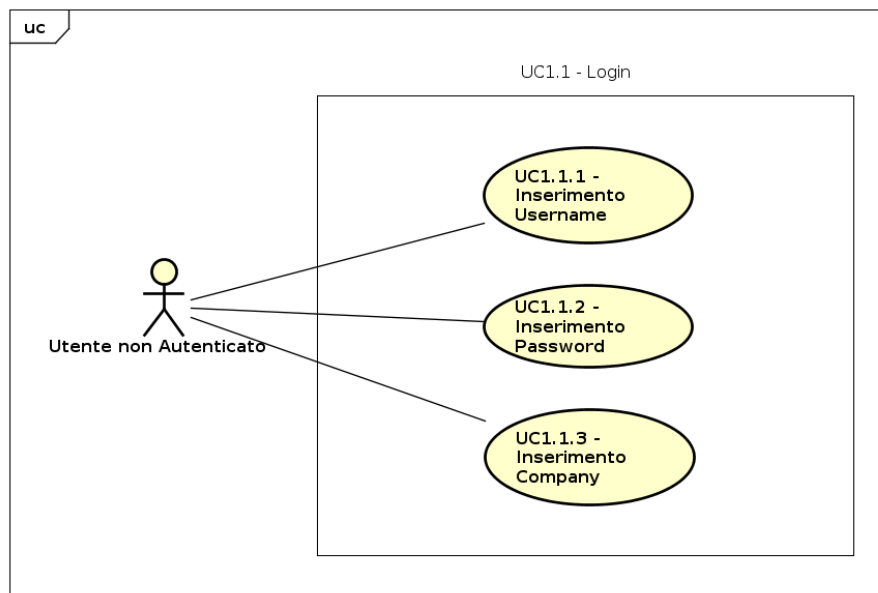 uc
UC1.1 - Login
UC1.1.1 -
Inserimento
Username
UC1.1.2 -
Inserimento
Password
Utente non Autenticato
UC1.1.3 -
Inserimento
Company